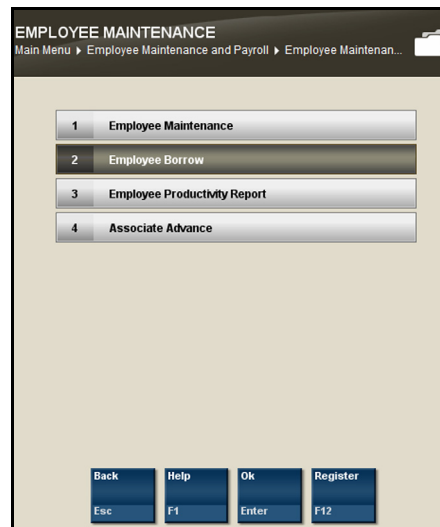 EMPLOYEE MAINTENANCE
Main Menu ▶ Employee Maintenance and Payroll ▶ Employee Maintenan...
1 Employee Maintenance
2 Employee Borrow
3 Employee Productivity Report
4 Associate Advance
Back Help Ok Register
Esc F1 Enter F12